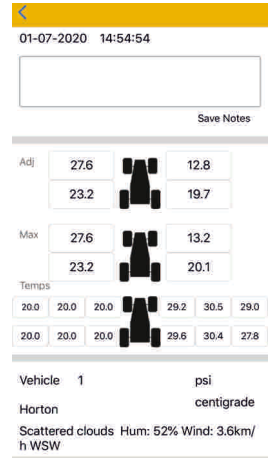 01-07-2020 14:54:54
Save Notes
Adj 27.6 12.8
23.2 19.7
Max 27.6 13.2
23.2 20.1
Temps
20.0 20.0 20.0 29.2 30.5 29.0
20.0 20.0 20.0 29.6 30.4 27.8
Vehicle 1 psi
Horton centigrade
Scattered clouds Hum: 52% Wind: 3.6km/
h WSW